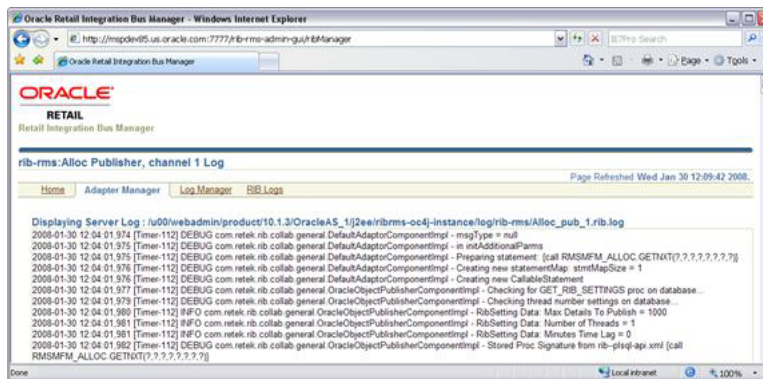 Oracle Retail Integration Bus Manager - Windows Internet Explorer
http://mspdev85.us.oracle.com:7777/rib-rms-admin-gui/ribManager
IE7Pro Search
Oracle Retail Integration Bus Manager
Page
Tools
ORACLE
RETAIL
Retail Integration Bus Manager
rib-rms:Alloc Publisher, channel 1 Log
Page Refreshed Wed Jan 30 12:09:42 2008.
Home Adapter Manager Log Manager RIB Logs
Displaying Server Log : /u00/webadmin/product/10.1.3/OracleAS_1/j2ee/ribrms-oc4j-instance/log/rib-rms/Alloc_pub_1.rib.log
2008-01-30 12:04:01,974 [Timer-112] DEBUG com.retek.rib.collab.general.DefaultAdaptorComponentImpl - msgType = null
2008-01-30 12:04:01,975 [Timer-112] DEBUG com.retek.rib.collab.general.DefaultAdaptorComponentImpl - in initAdditionalParms
2008-01-30 12:04:01,975 [Timer-112] DEBUG com.retek.rib.collab.general.DefaultAdaptorComponentImpl - Preparing statement: {call RMSMFM_ALLOC.GETNXT(?,?,?,?,?,?,?,?)}
2008-01-30 12:04:01,976 [Timer-112] DEBUG com.retek.rib.collab.general.DefaultAdaptorComponentImpl - Creating new statementMap: stmtMapSize = 1
2008-01-30 12:04:01,976 [Timer-112] DEBUG com.retek.rib.collab.general.DefaultAdaptorComponentImpl - Creating new CallableStatement
2008-01-30 12:04:01,977 [Timer-112] DEBUG com.retek.rib.collab.general.OracleObjectPublisherComponentImpl - Checking for GET_RIB_SETTINGS proc on database...
2008-01-30 12:04:01,979 [Timer-112] DEBUG com.retek.rib.collab.general.OracleObjectPublisherComponentImpl - Checking thread number settings on database...
2008-01-30 12:04:01,980 [Timer-112] INFO com.retek.rib.collab.general.OracleObjectPublisherComponentImpl - RibSetting Data: Max Details To Publish = 1000
2008-01-30 12:04:01,981 [Timer-112] INFO com.retek.rib.collab.general.OracleObjectPublisherComponentImpl - RibSetting Data: Number of Threads = 1
2008-01-30 12:04:01,981 [Timer-112] INFO com.retek.rib.collab.general.OracleObjectPublisherComponentImpl - RibSetting Data: Minutes Time Lag = 0
2008-01-30 12:04:01,982 [Timer-112] INFO com.retek.rib.collab.general.OracleObjectPublisherComponentImpl - Stored Proc Signature from rib--plsql-api.xml {call
RMSMFM_ALLOC.GETNXT(?,?,?,?,?,?,?,?)}
Done
Local intranet
100%